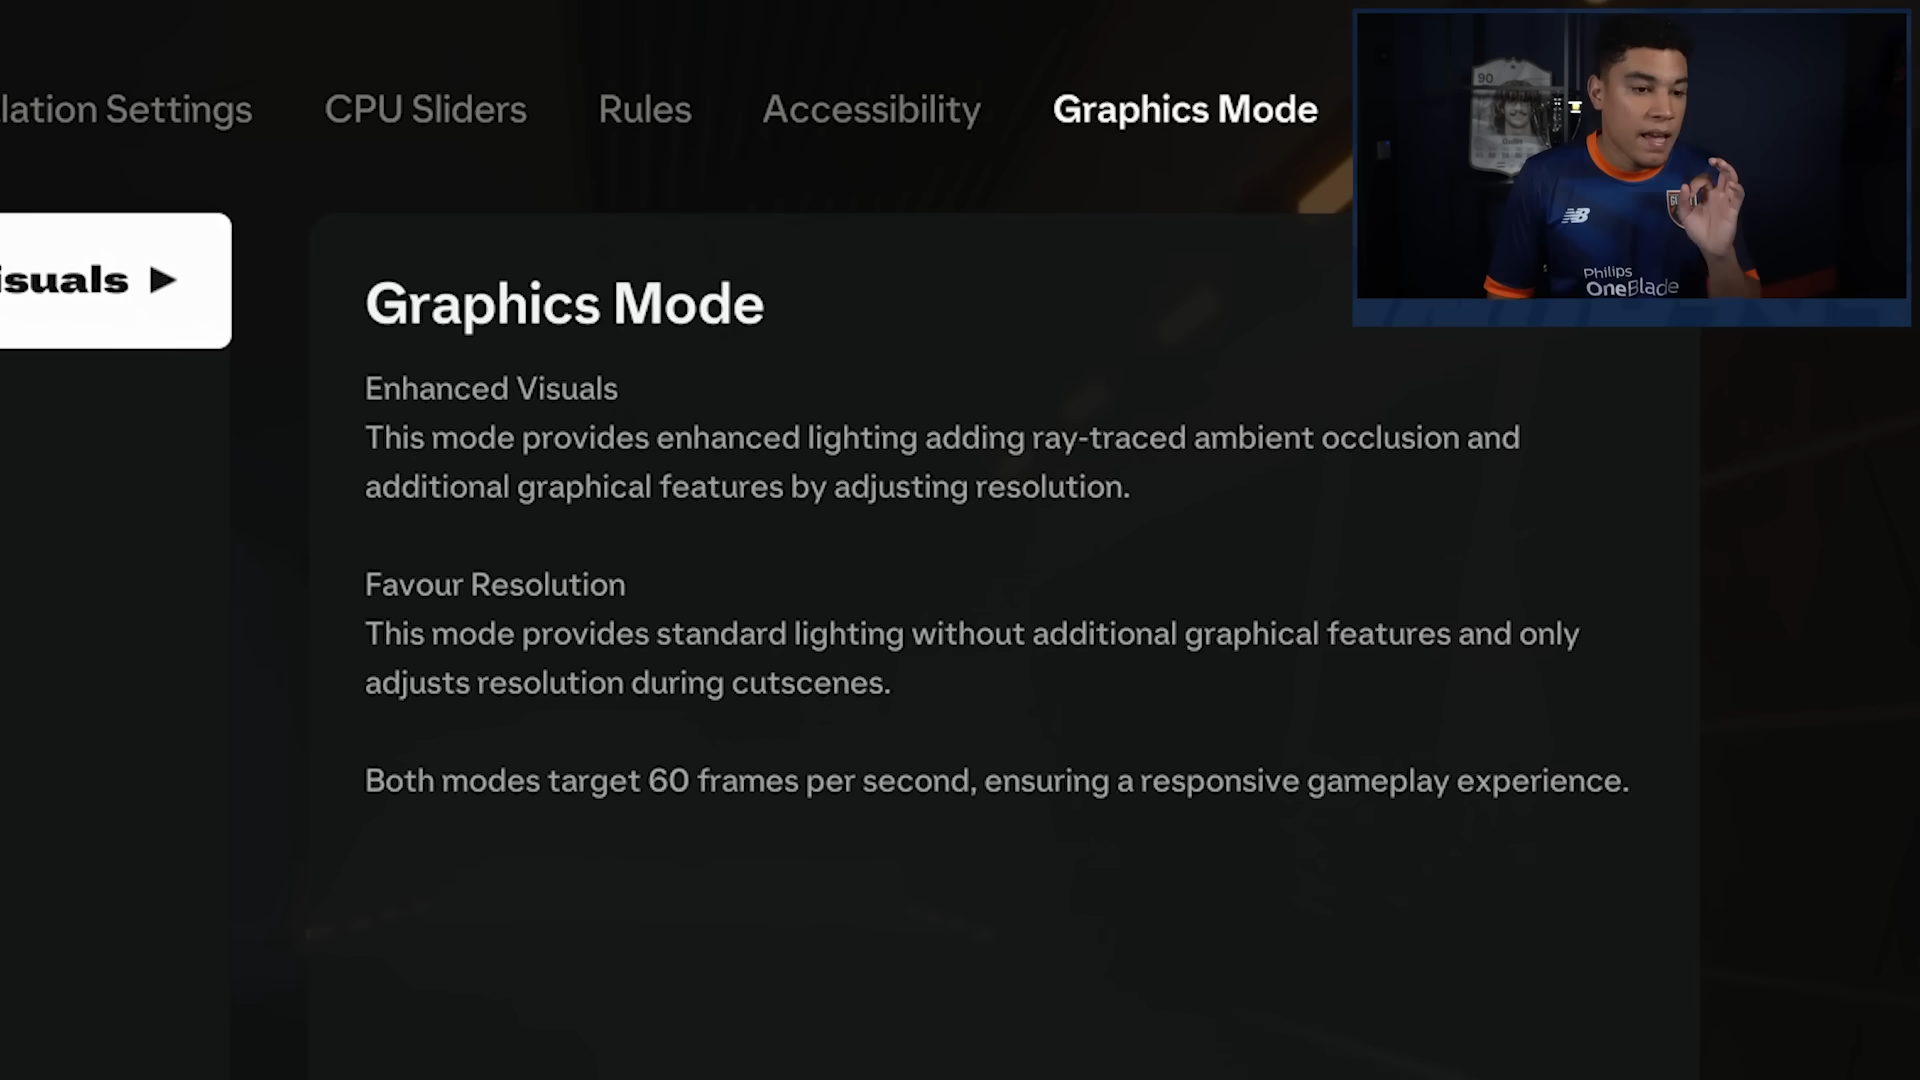 lation Settings CPU Sliders Rules Accessibility Graphics Mode
90
NB
Philips
OneBlade
isuals
Graphics Mode
Enhanced Visuals
This mode provides enhanced lighting adding ray-traced ambient occlusion and
additional graphical features by adjusting resolution.
Favour Resolution
This mode provides standard lighting without additional graphical features and only
adjusts resolution during cutscenes.
Both modes target 60 frames per second, ensuring a responsive gameplay experience.